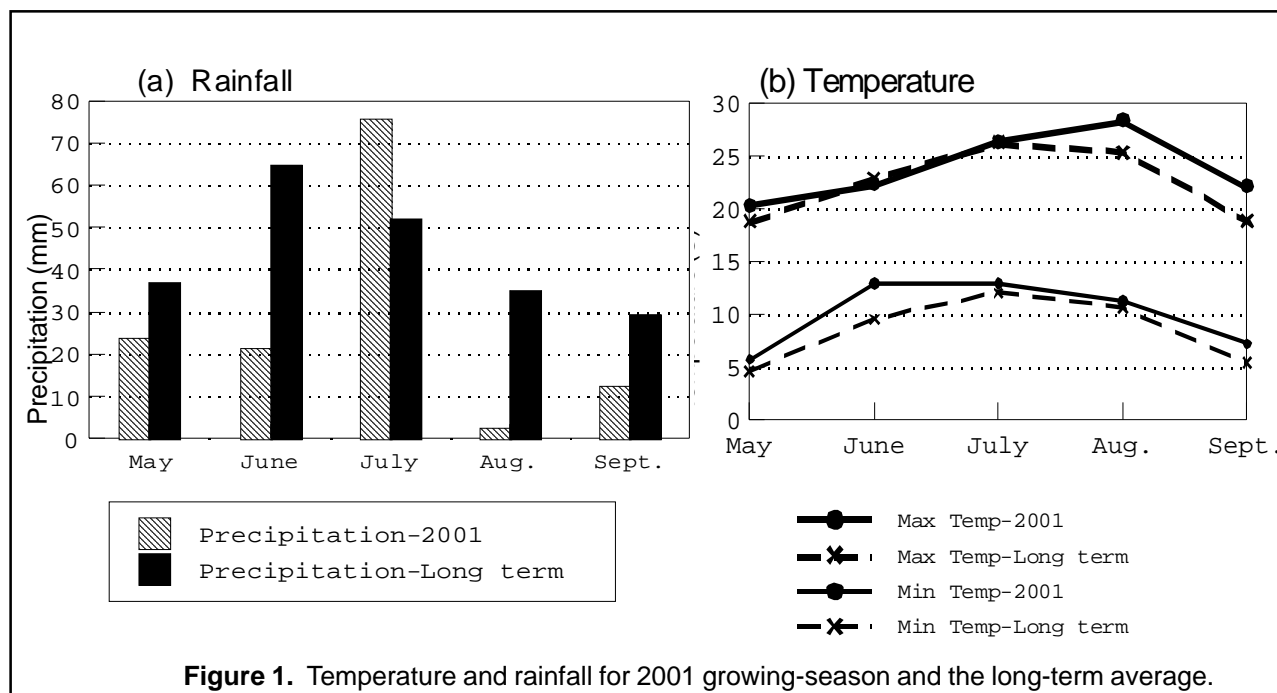 (a) Rainfall
80
70
60
50
40
30
20
10
0
Precipitation (mm)
May June July Aug. Sept.
Precipitation-2001
Precipitation-Long term
(b) Temperature
30
25
20
15
10
5
0
May June July Aug. Sept.
Max Temp-2001
Max Temp-Long term
Min Temp-2001
Min Temp-Long term
Figure 1. Temperature and rainfall for 2001 growing-season and the long-term average.